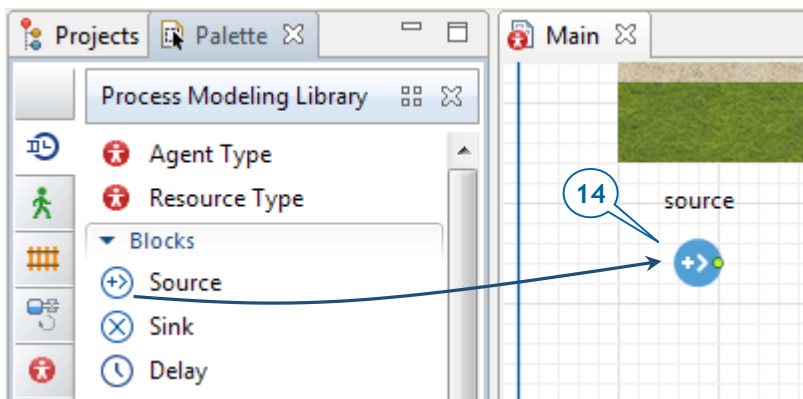 Projects Palette Main
Process Modeling Library
Agent Type
Resource Type
14 source
Blocks
Source
Sink
Delay